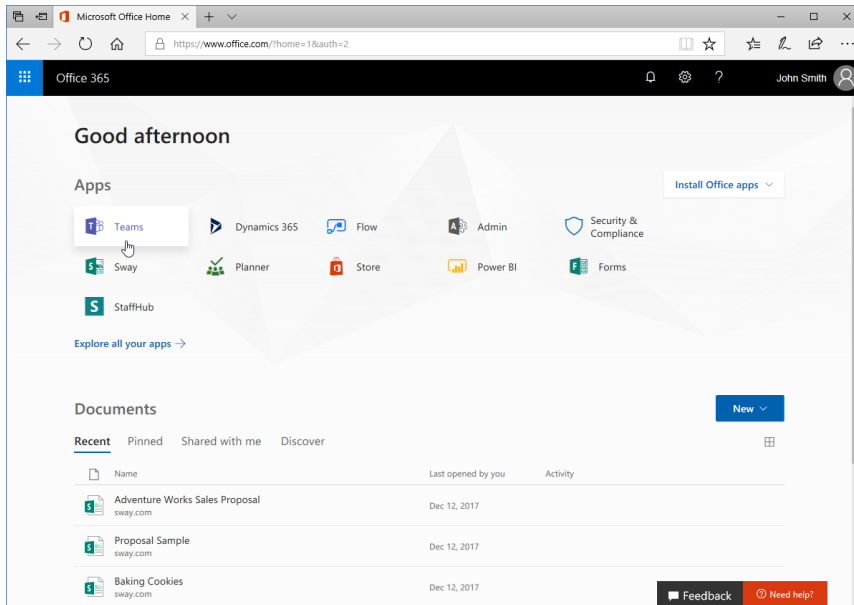 Microsoft Office Home
https://www.office.com/?home=1&auth=2
Office 365
?
John Smith
Good afternoon
Apps
Install Office apps
Teams
Dynamics 365
Flow
Admin
Security &
Compliance
Sway
Planner
Store
Power BI
Forms
StaffHub
Explore all your apps →
Documents
New
Recent Pinned Shared with me Discover
Name Last opened by you Activity
Adventure Works Sales Proposal
sway.com
Dec 12, 2017
Proposal Sample
sway.com
Dec 12, 2017
Baking Cookies
sway.com
Dec 12, 2017
Feedback
Need help?